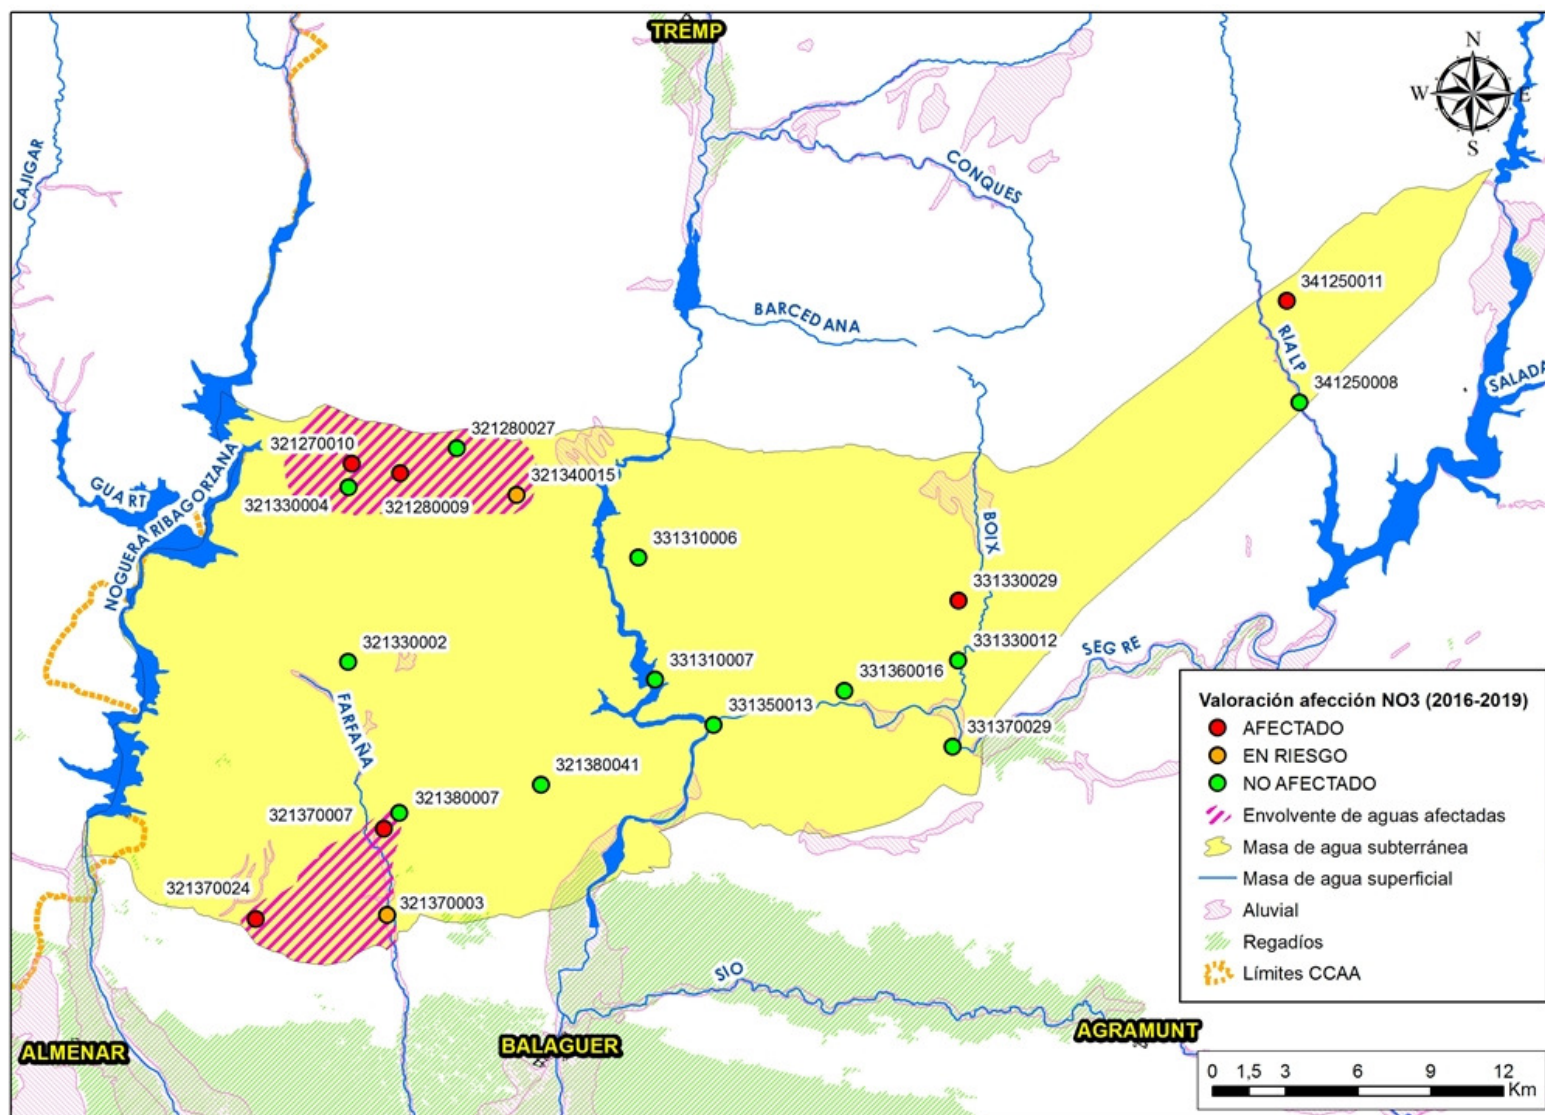 TREMP
N
W
E
S
CAJIGAR
CONQUES
341250011
BARCEDANA
RIALP
341250008
SALADA
321280027
321270010
321340015
GUART
NOGUERA RIBAGORZANA
321330004
321280009
BOIX
331310006
331330029
321330002
331330012
SEGRE
331310007
331360016
FARFAÑA
331350013
331370029
321380041
321380007
321370007
321370024
321370003
SIO
ALMENAR
BALAGUER
AGRAMUNT
Valoración afección NO3 (2016-2019)
AFECTADO
EN RIESGO
NO AFECTADO
Envolvente de aguas afectadas
Masa de agua subterránea
Masa de agua superficial
Aluvial
Regadíos
Límites CCAA
0 1,5 3 6 9 12
Km